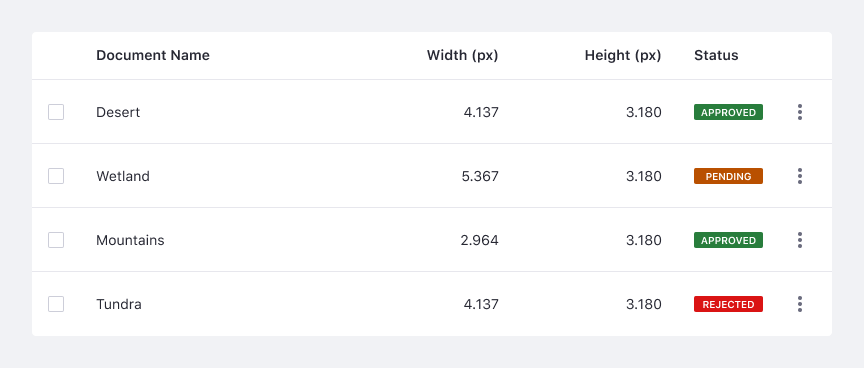 Document Name Width (px) Height (px) Status
Desert 4.137 3.180 APPROVED
Wetland 5.367 3.180 PENDING
Mountains 2.964 3.180 APPROVED
Tundra 4.137 3.180 REJECTED